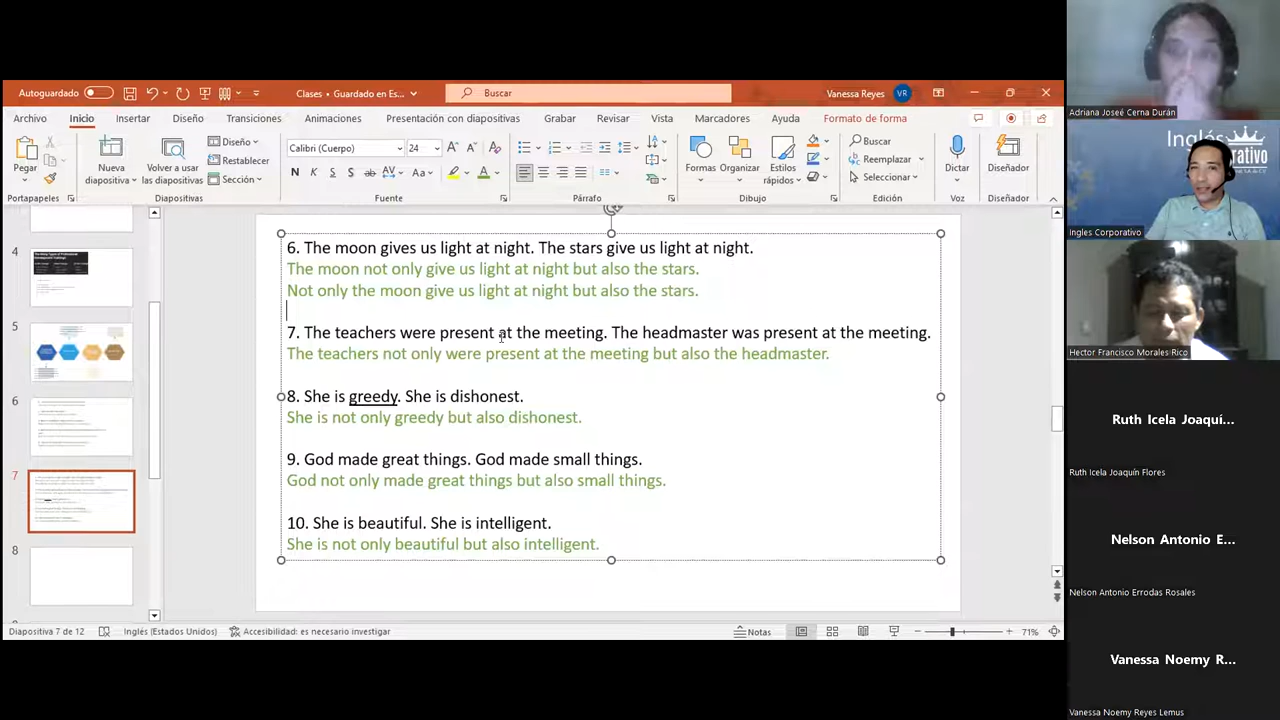 Autoguardado
Clases • Guardado en Es...
Buscar
Vanessa Reyes
VR
Archivo
Inicio
Insertar
Diseño
Transiciones
Animaciones
Presentación con diapositivas
Grabar
Revisar
Vista
Marcadores
Ayuda
Formato de forma
Pegar
Nueva diapositiva
Volver a usar las diapositivas
Diseño
Restablecer
Sección
Calibri (Cuerpo)
24
N K S S ab AV Aa
Formas
Organizar
Estilos rápidos
Buscar
Reemplazar
Seleccionar
Dictar
Diseñador
Portapapeles
Diapositivas
Fuente
Párrafo
Dibujo
Edición
Voz
Diseñador
4
5
6
7
8
6. The moon gives us light at night. The stars give us light at night.
The moon not only give us light at night but also the stars.
Not only the moon give us light at night but also the stars.
7. The teachers were present at the meeting. The headmaster was present at the meeting.
The teachers not only were present at the meeting but also the headmaster.
8. She is greedy. She is dishonest.
She is not only greedy but also dishonest.
9. God made great things. God made small things.
God not only made great things but also small things.
10. She is beautiful. She is intelligent.
She is not only beautiful but also intelligent.
Diapositiva 7 de 12
Inglés (Estados Unidos)
Accesibilidad: es necesario investigar
Notas
71%
Adriana Joseé Cerna Durán
Inglés
Ingles Corporativo
Hector Francisco Morales Rico
Ruth Icela Joaquí...
Ruth Icela Joaquín Flores
Nelson Antonio E...
Nelson Antonio Errodas Rosales
Vanessa Noemy R...
Vanessa Noemy Reyes Lemus